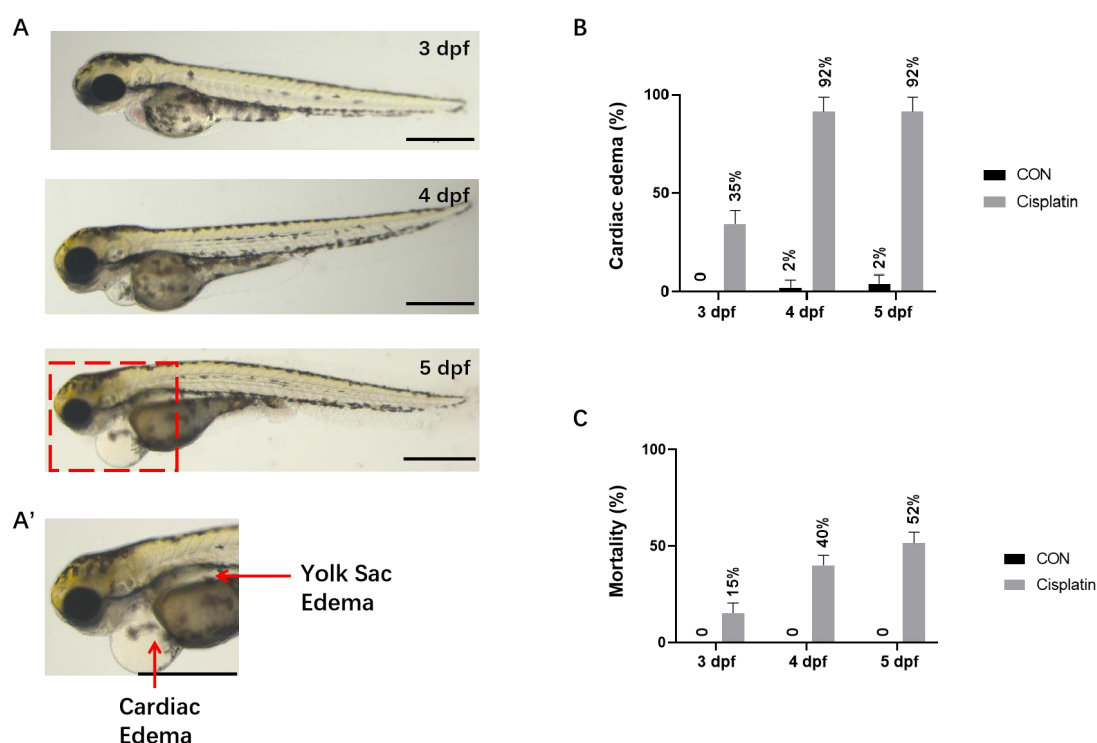 A
3 dpf
4 dpf
5 dpf
A’
Yolk Sac
Edema
Cardiac
Edema
B
Cardiac edema (%)
100
50
0
0
35%
2%
92%
2%
92%
3 dpf
4 dpf
5 dpf
CON
Cisplatin
C
Mortality (%)
100
50
0
0
15%
0
40%
0
52%
3 dpf
4 dpf
5 dpf
CON
Cisplatin